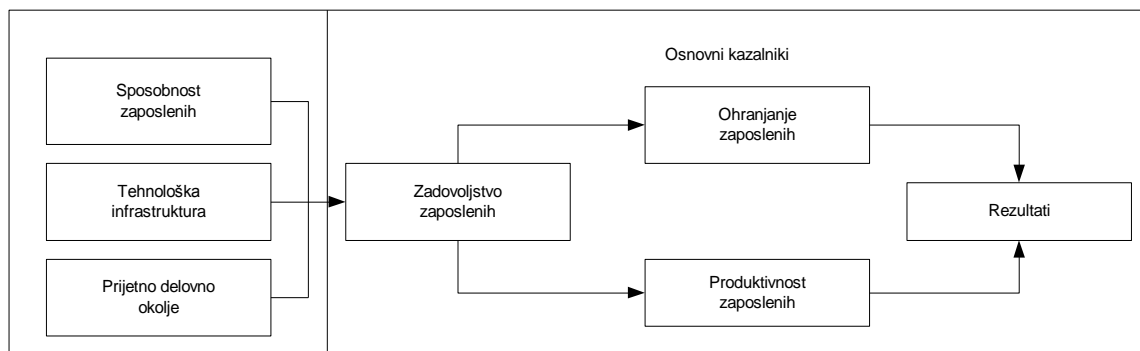 Osnovni kazalniki
Sposobnost
zaposlenih
Tehnološka
infrastruktura
Prijetno delovno
okolje
Zadovoljstvo
zaposlenih
Ohranjanje
zaposlenih
Produktivnost
zaposlenih
Rezultati